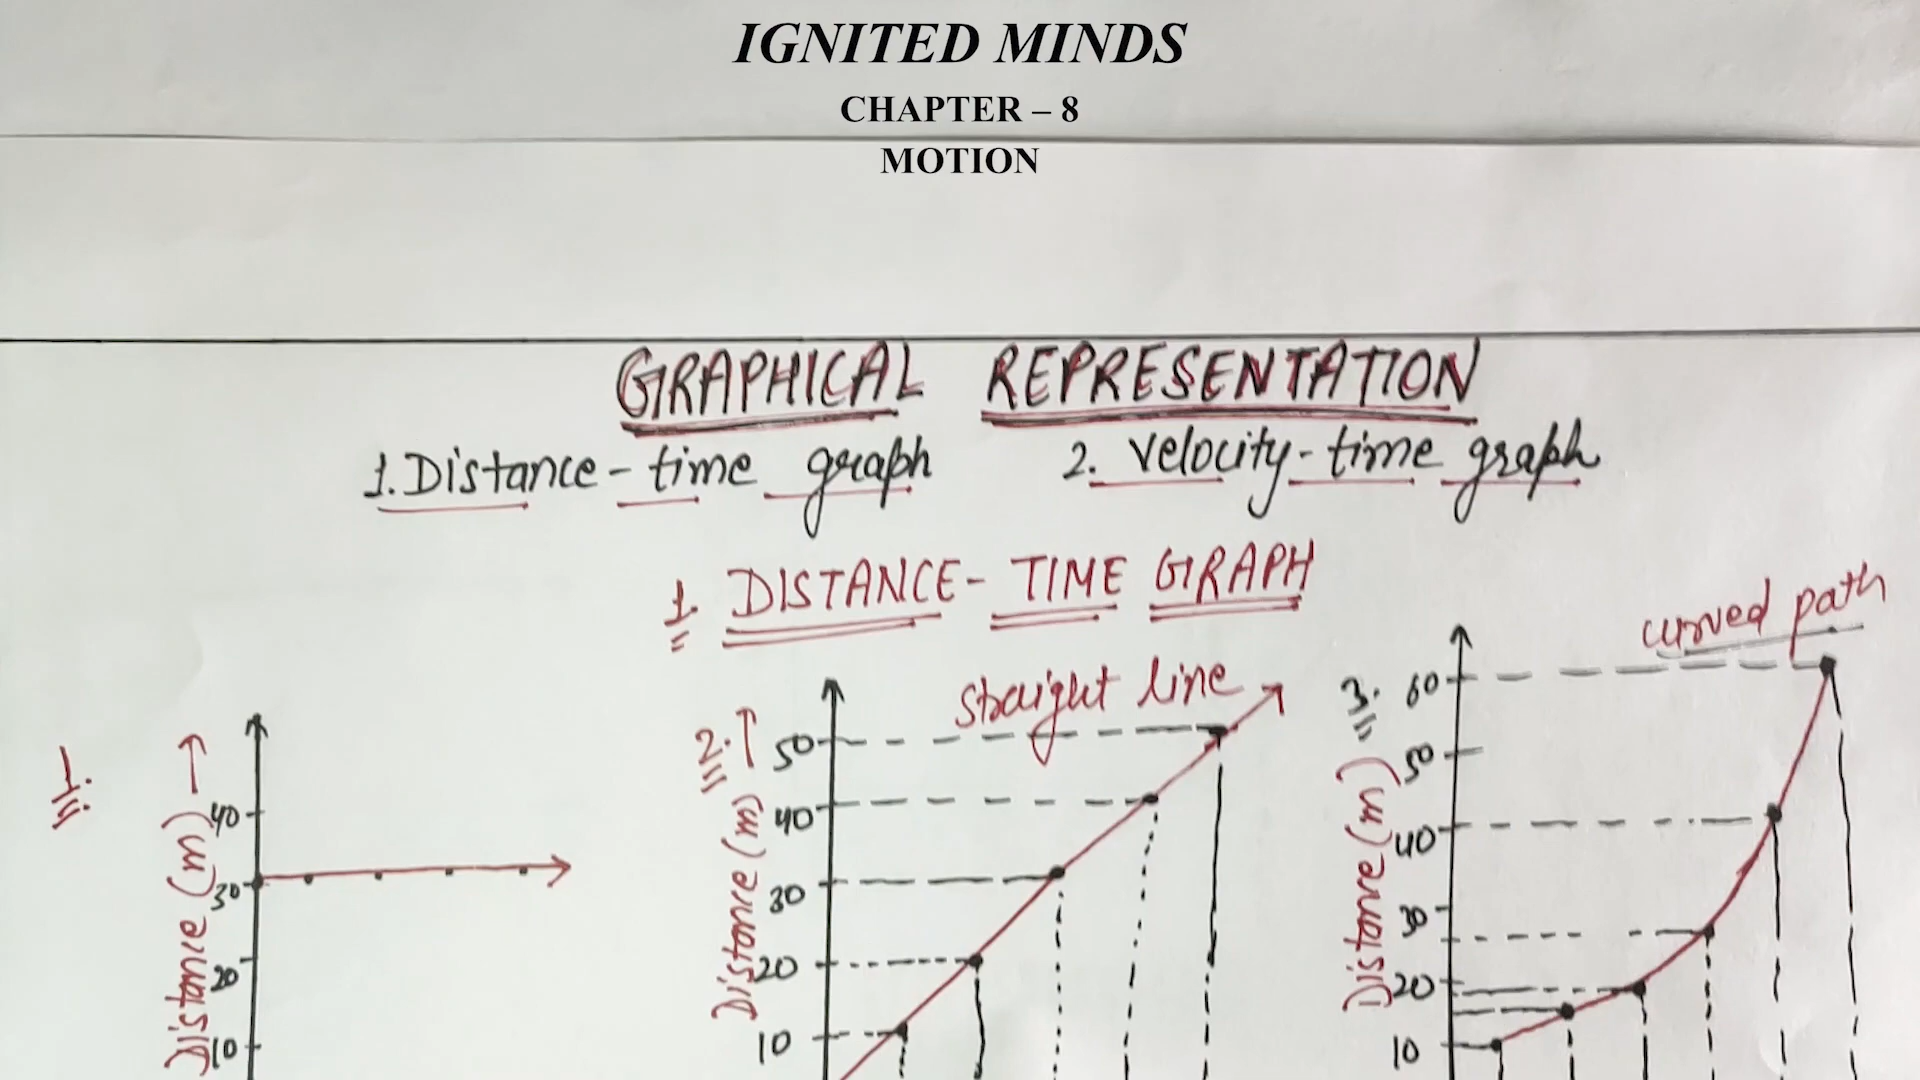 IGNITED MINDS
CHAPTER – 8
MOTION
GRAPHICAL REPRESENTATION
1. Distance-time graph 2. Velocity-time graph
1. DISTANCE-TIME GRAPH
1.
Distance (m) →
40
30
20
10
2.
Distance (m) →
straight line
50
40
30
20
10
3.
Distance (m)
curved path
60
50
40
30
20
10